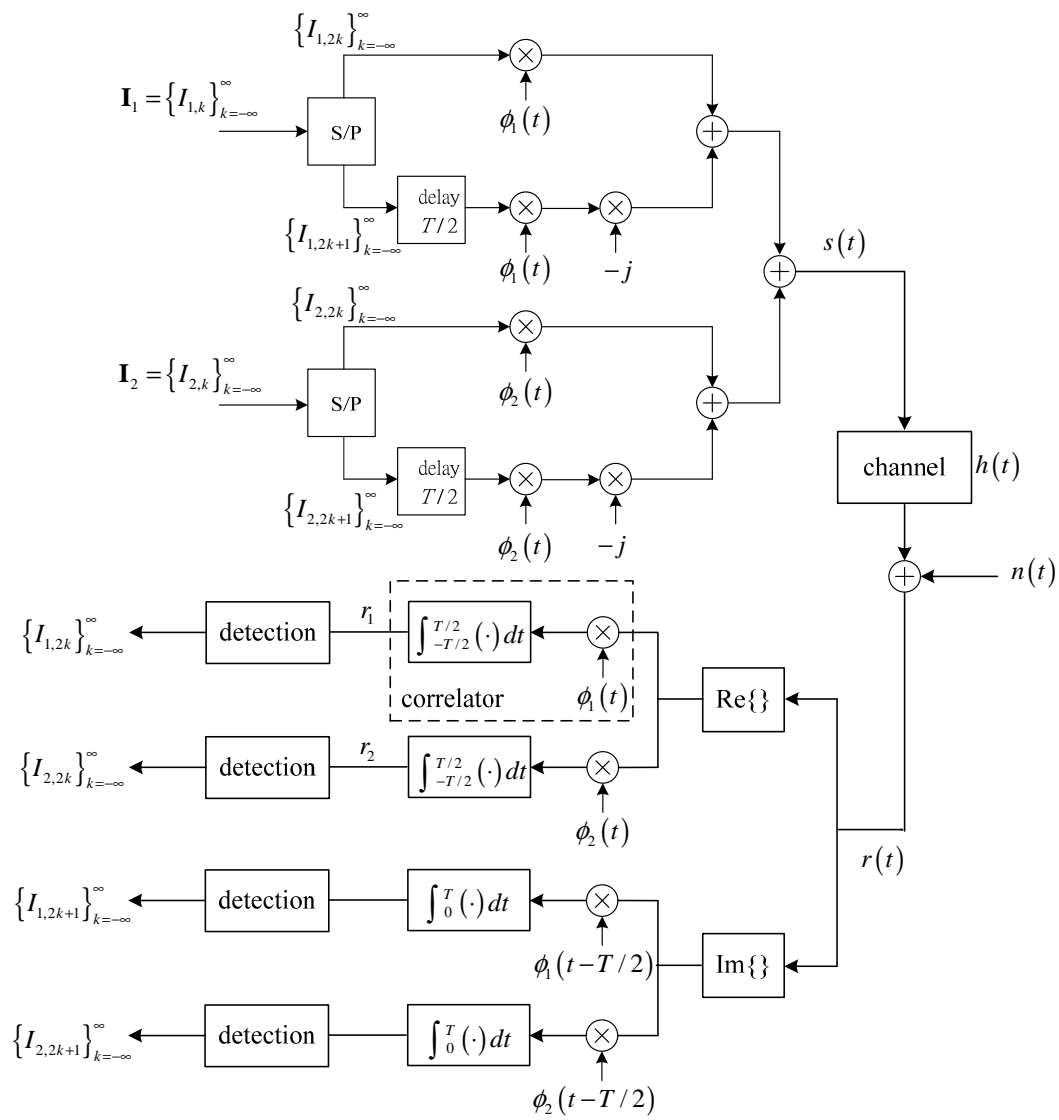 {I_{1,2k}}_{k=-∞}^{∞}
I_1 = {I_{1,k}}_{k=-∞}^{∞}
S/P
ϕ_1(t)
delay
T/2
{I_{1,2k+1}}_{k=-∞}^{∞}
ϕ_1(t)
-j
s(t)
{I_{2,2k}}_{k=-∞}^{∞}
I_2 = {I_{2,k}}_{k=-∞}^{∞}
S/P
ϕ_2(t)
delay
T/2
{I_{2,2k+1}}_{k=-∞}^{∞}
ϕ_2(t)
-j
channel
h(t)
n(t)
{I_{1,2k}}_{k=-∞}^{∞}
detection
r_1
∫_{-T/2}^{T/2}(·)dt
ϕ_1(t)
correlator
Re{}
{I_{2,2k}}_{k=-∞}^{∞}
detection
r_2
∫_{-T/2}^{T/2}(·)dt
ϕ_2(t)
r(t)
{I_{1,2k+1}}_{k=-∞}^{∞}
detection
∫_{0}^{T}(·)dt
ϕ_1(t-T/2)
Im{}
{I_{2,2k+1}}_{k=-∞}^{∞}
detection
∫_{0}^{T}(·)dt
ϕ_2(t-T/2)